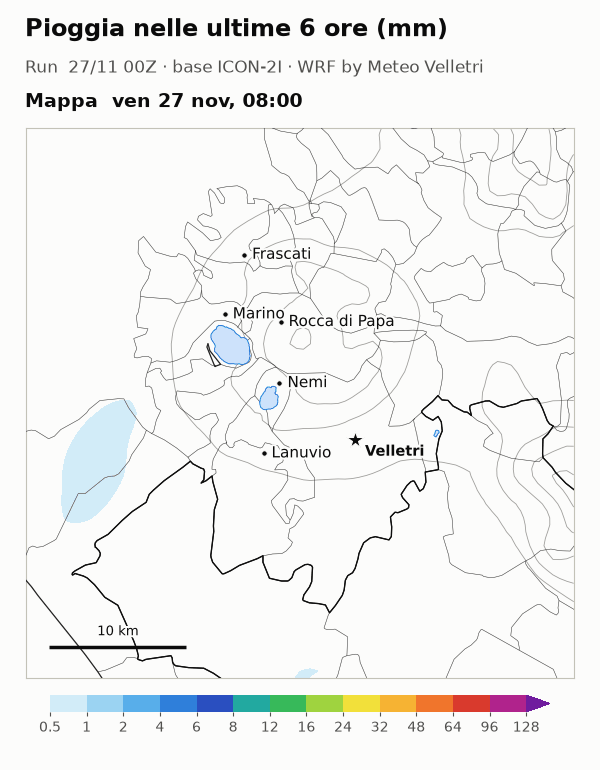 Pioggia nelle ultime 6 ore (mm)
Run  27/11 00Z · base ICON-2I · WRF by Meteo Velletri
Mappa  ven 27 nov, 08:00
Frascati
Marino
Rocca di Papa
Nemi
Velletri
Lanuvio
10 km
0.5 1 2 4 6 8 12 16 24 32 48 64 96 128